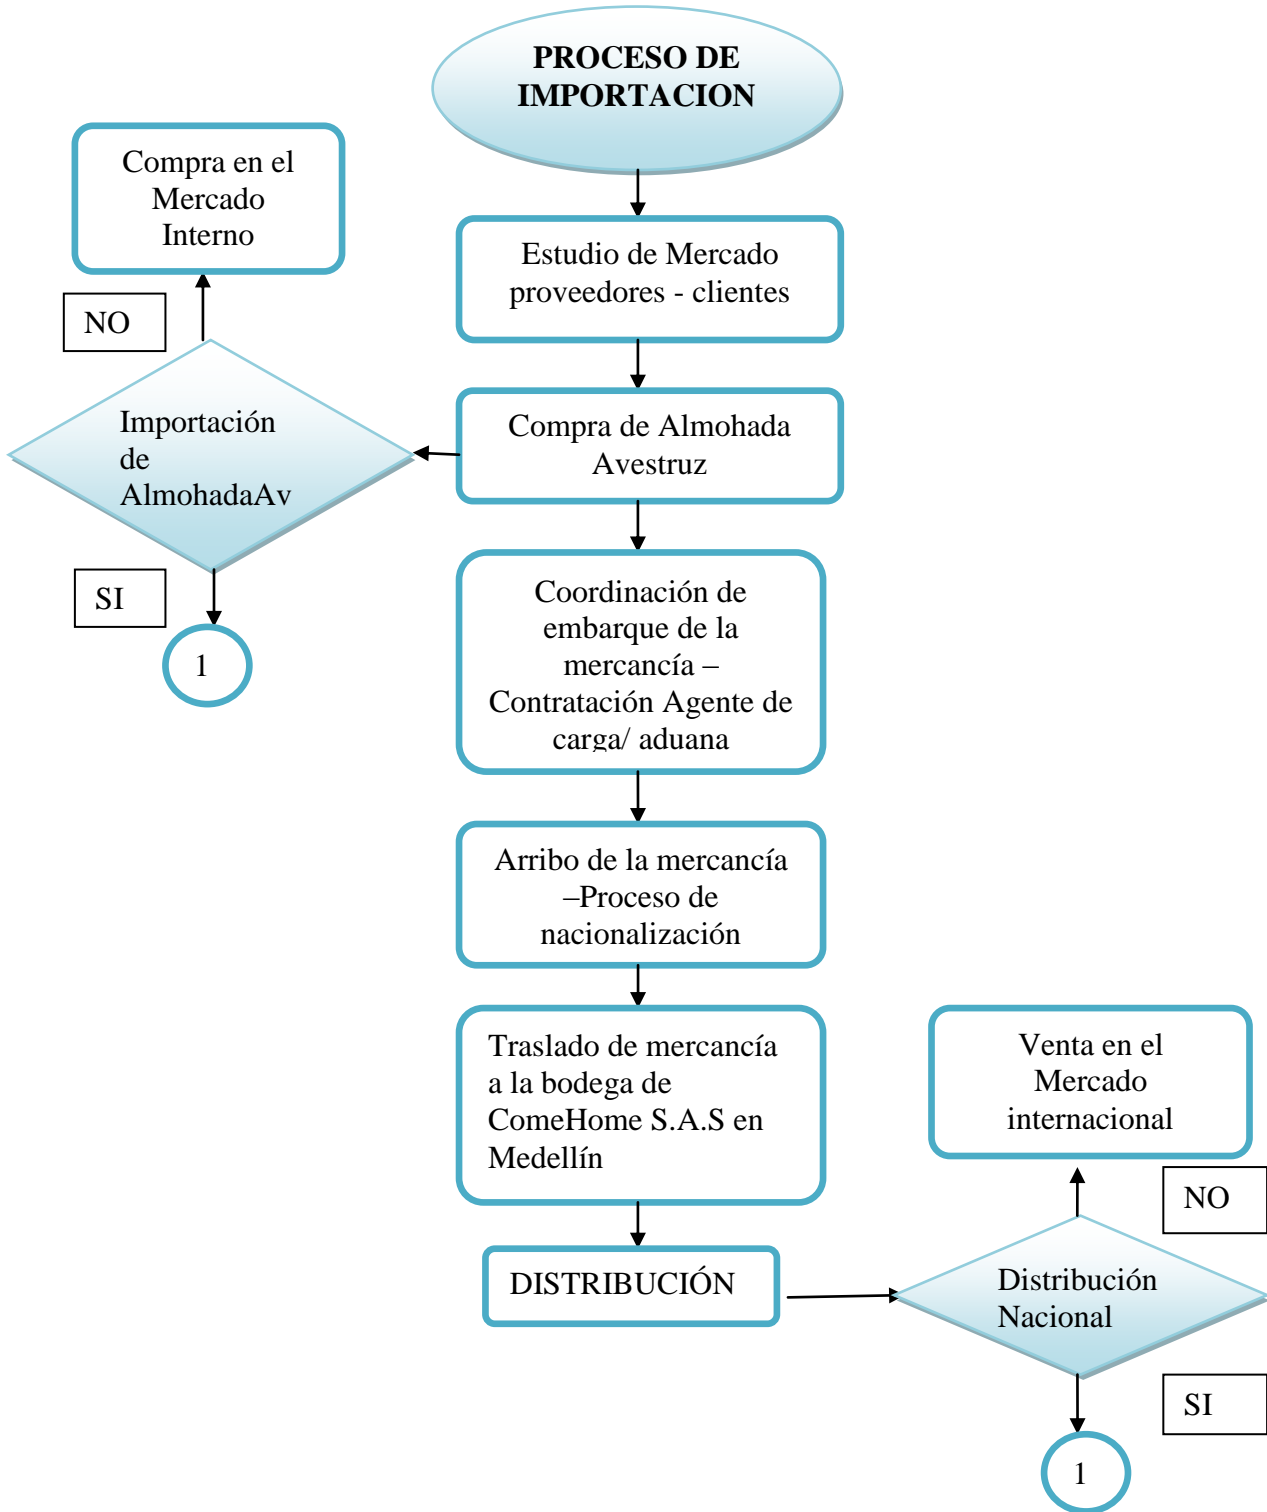 PROCESO DE
IMPORTACION
Compra en el
Mercado
Interno
Estudio de Mercado
proveedores - clientes
NO
Importación
de
AlmohadaAv
Compra de Almohada
Avestruz
SI
1
Coordinación de
embarque de la
mercancía –
Contratación Agente de
carga/ aduana
Arribo de la mercancía
–Proceso de
nacionalización
Traslado de mercancía
a la bodega de
ComeHome S.A.S en
Medellín
Venta en el
Mercado
internacional
NO
DISTRIBUCIÓN
Distribución
Nacional
SI
1